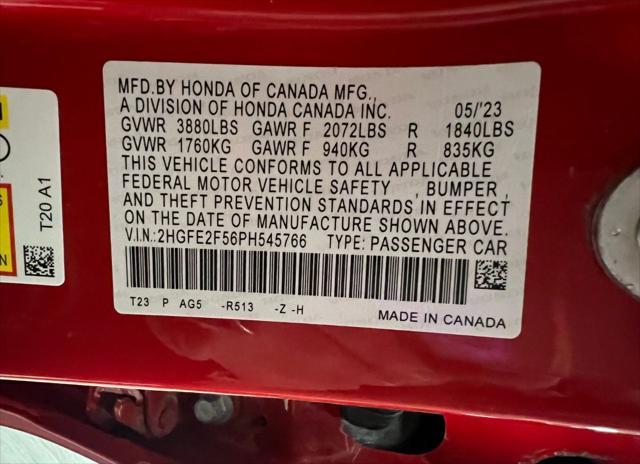 MFD.BY HONDA OF CANADA MFG.,
A DIVISION OF HONDA CANADA INC. 05/'23
GVWR 3880LBS GAWR F 2072LBS R 1840LBS
GVWR 1760KG GAWR F 940KG R 835KG
THIS VEHICLE CONFORMS TO ALL APPLICABLE
FEDERAL MOTOR VEHICLE SAFETY , BUMPER ,
AND THEFT PREVENTION STANDARDS IN EFFECT
ON THE DATE OF MANUFACTURE SHOWN ABOVE.
V.I.N.:2HGFE2F56PH545766 TYPE: PASSENGER CAR
T23 P AG5 -R513 -Z -H
MADE IN CANADA
T20 A1